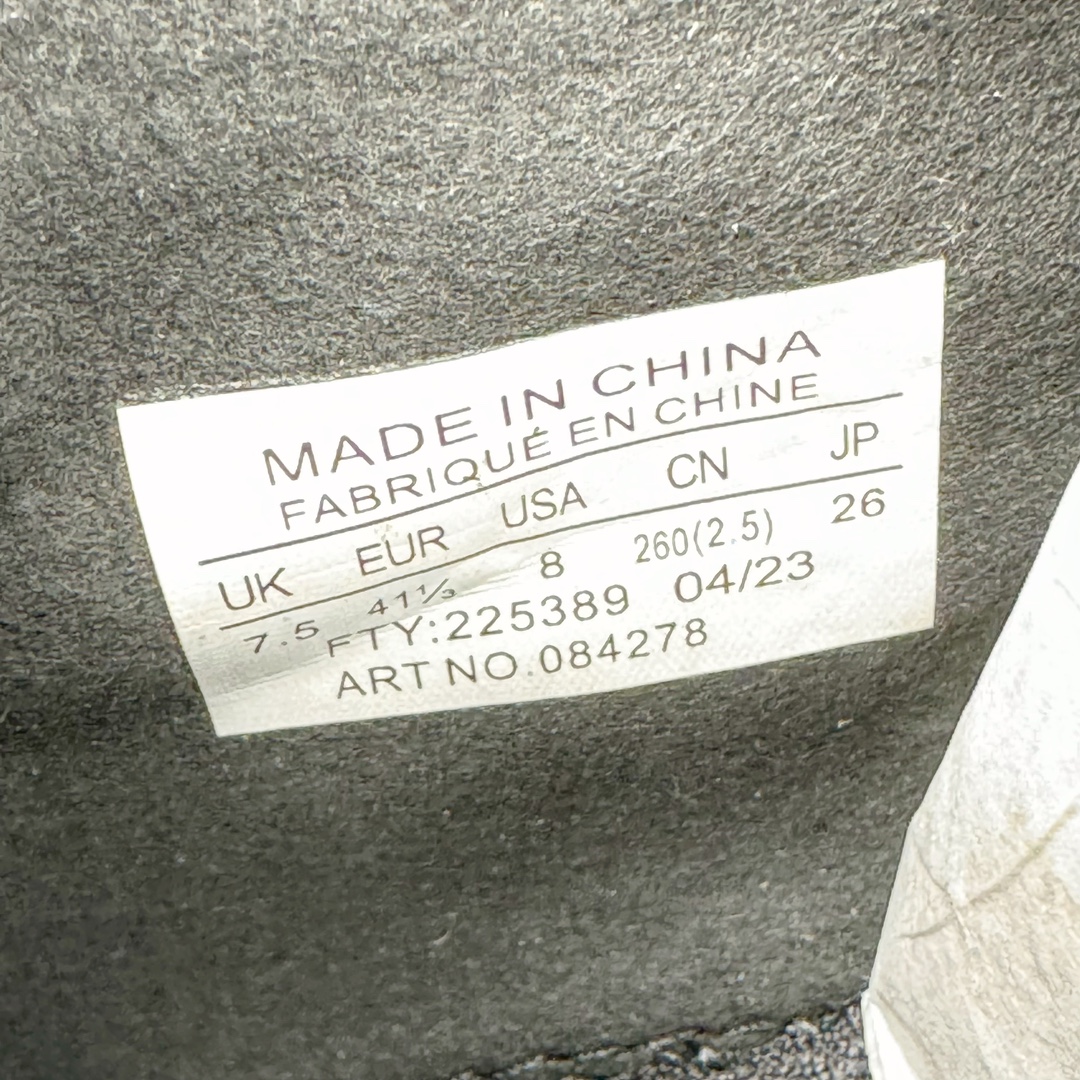 MADE IN CHINA
FABRIQUÉ EN CHINE
UK EUR USA CN JP
7.5 41⅓ 8 260(2.5) 26
FTY:225389 04/23
ART NO.084278